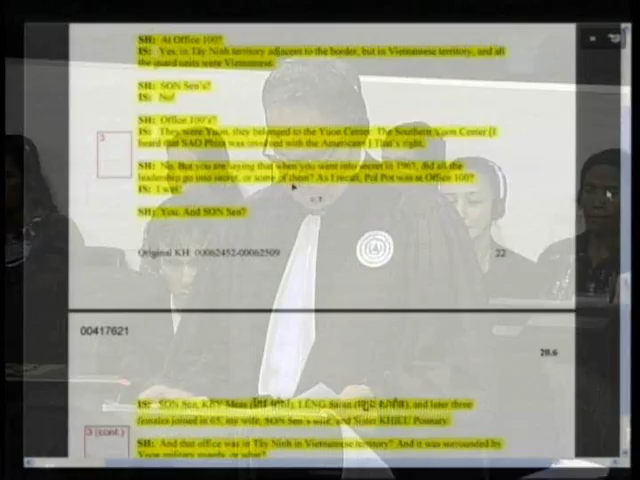 SH: At Office 100?
IS: Yes, in Tây Ninh territory adjacent to the border, but in Vietnamese territory, and all
the guard units were Vietnamese.
SH: SON Sen's?
IS: No!
SH: Office 100's?
IS: They were Yuon, they belonged to the Yuon Center. The Southern Yuon Center [I
heard that SAO Phim was involved with the Americans.] That's right.
3
SH: No. But you are saying that when you went into secret in 1963, did all the
leadership go into secret, or some of them? As I recall, Pol Pot was at Office 100?
IS: I was
SH: You. And SON Sen?
Original KH: 00062452-00062509
22
00417621
28.6
IS: SON Sen, KEY Meas IENG Saran and later three
females joined in 65, my wife, SON Sen's wife, and Sister KHIEU Ponnary.
3 (cont.)
SH: And that office was in Tây Ninh in Vietnamese territory? And it was surrounded by
Yuon military guards, or what?